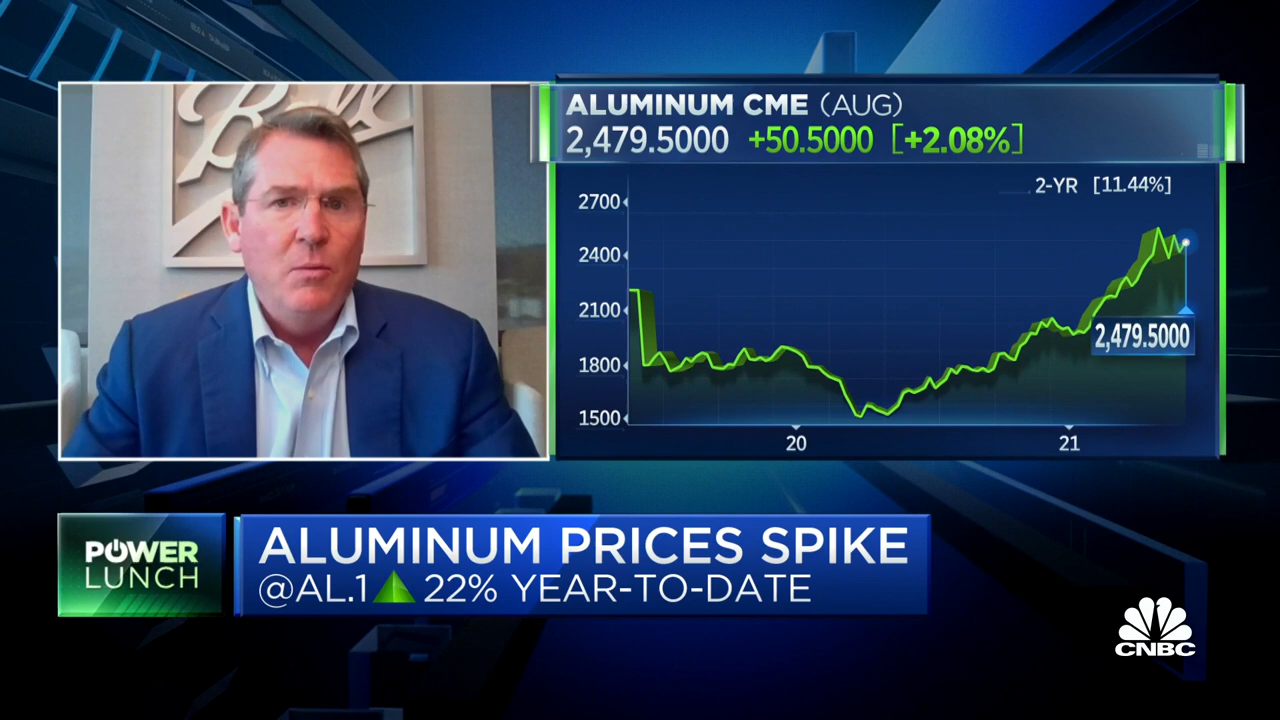 Ball
ALUMINUM CME (AUG)
2,479.5000 +50.5000 [+2.08%]
2-YR [11.44%]
2700
2400
2100
1800
1500
2,479.5000
20 21
POWER
LUNCH
ALUMINUM PRICES SPIKE
@AL.1 22% YEAR-TO-DATE
CNBC